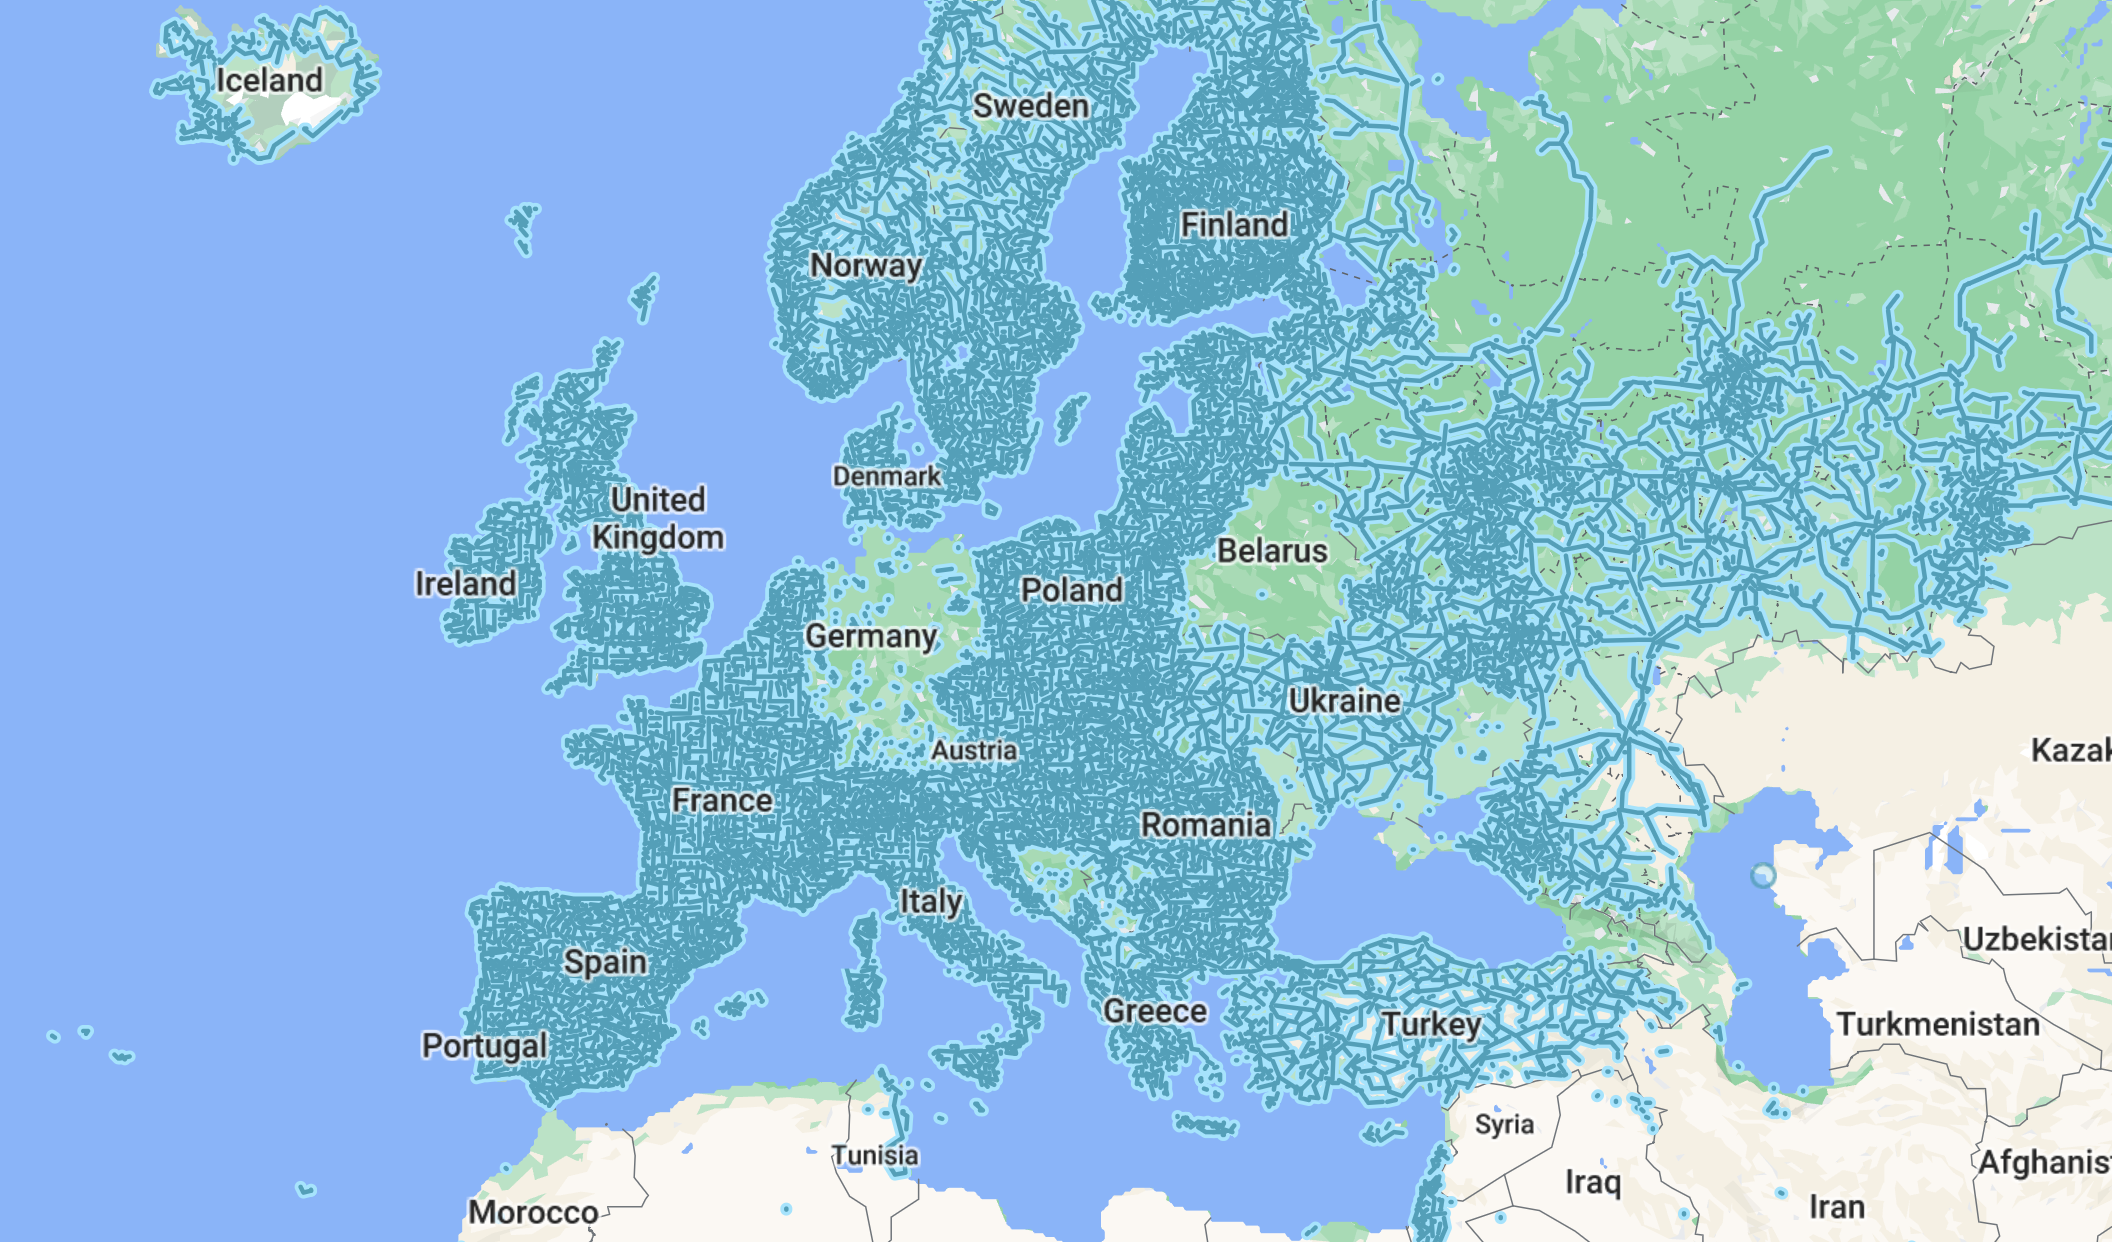 Iceland
Sweden
Finland
Norway
Denmark
United
Kingdom
Belarus
Ireland
Poland
Germany
Ukraine
Austria
Kazak
France
Romania
Italy
Uzbekistan
Spain
Greece
Turkey
Turkmenistan
Portugal
Syria
Tunisia
Afghanis
Iraq
Iran
Morocco